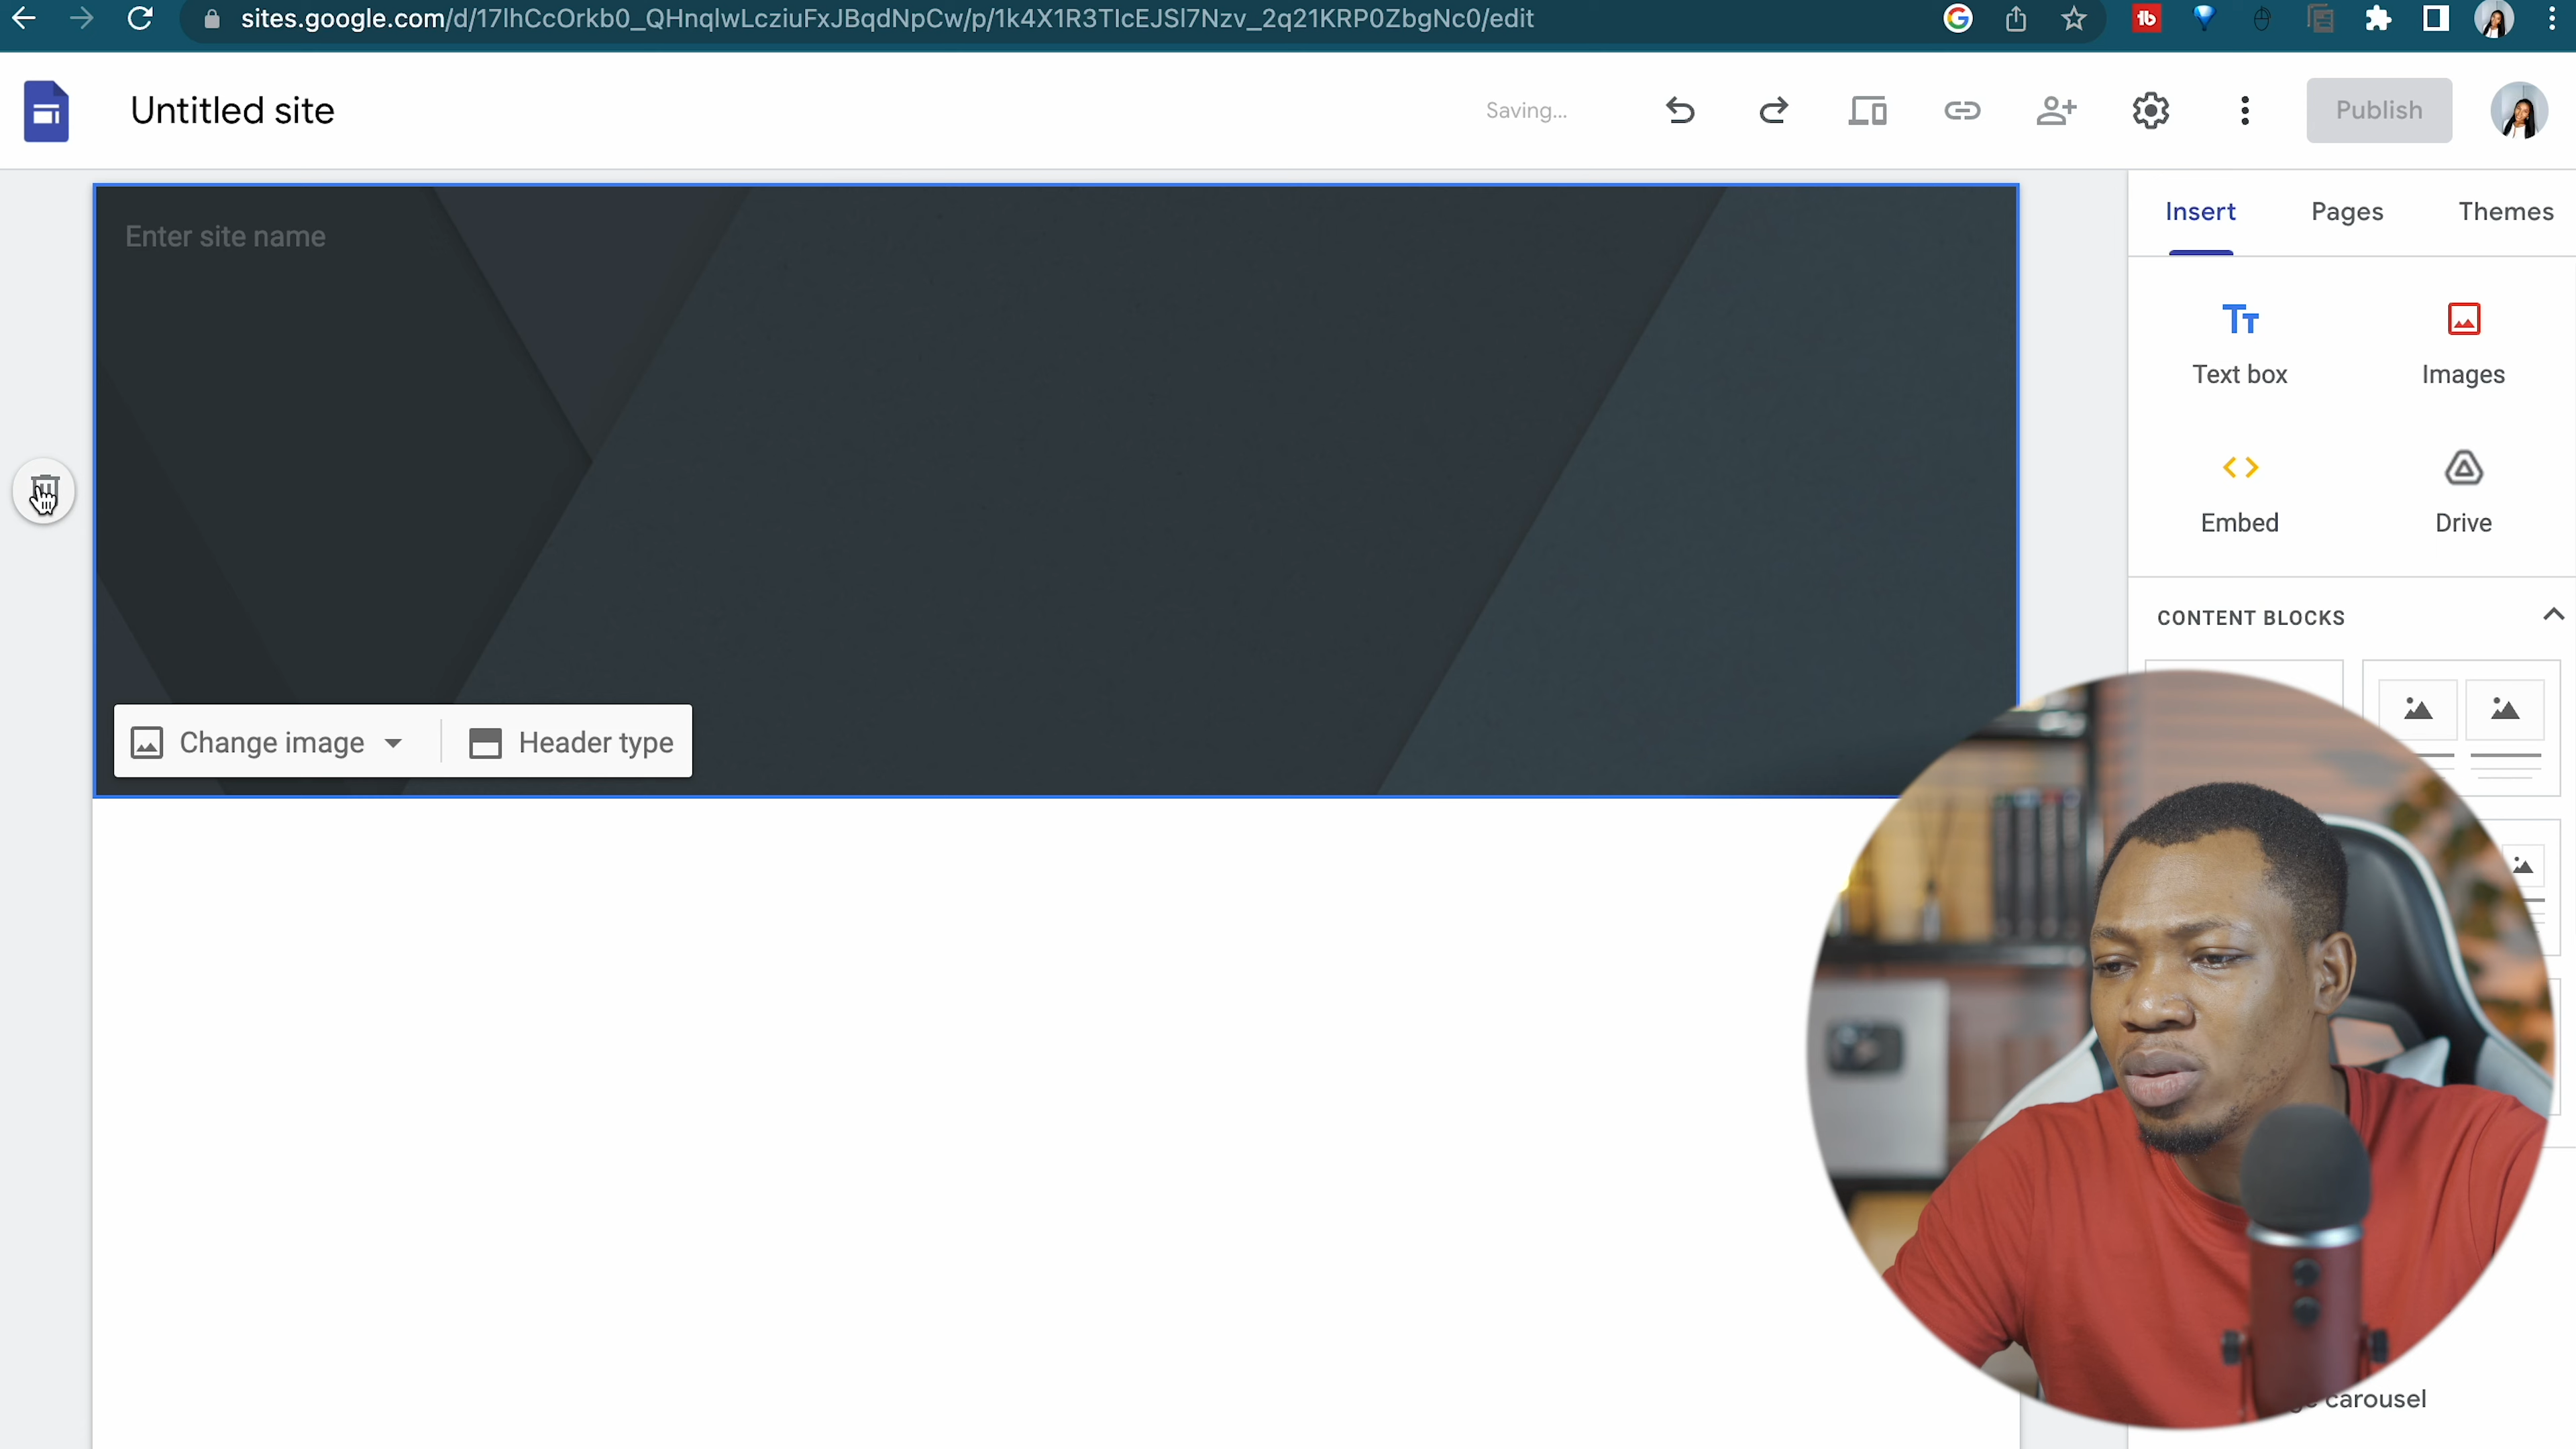 sites.google.com/d/17lhCcOrkb0_QHnqlwLcziuFxJBqdNpCw/p/1k4X1R3TlcEJSl7Nzv_2q21KRP0ZbgNc0/edit
Untitled site
Saving...
Publish
Insert
Pages
Themes
Enter site name
Text box
Images
Embed
Drive
CONTENT BLOCKS
Change image
Header type
carousel